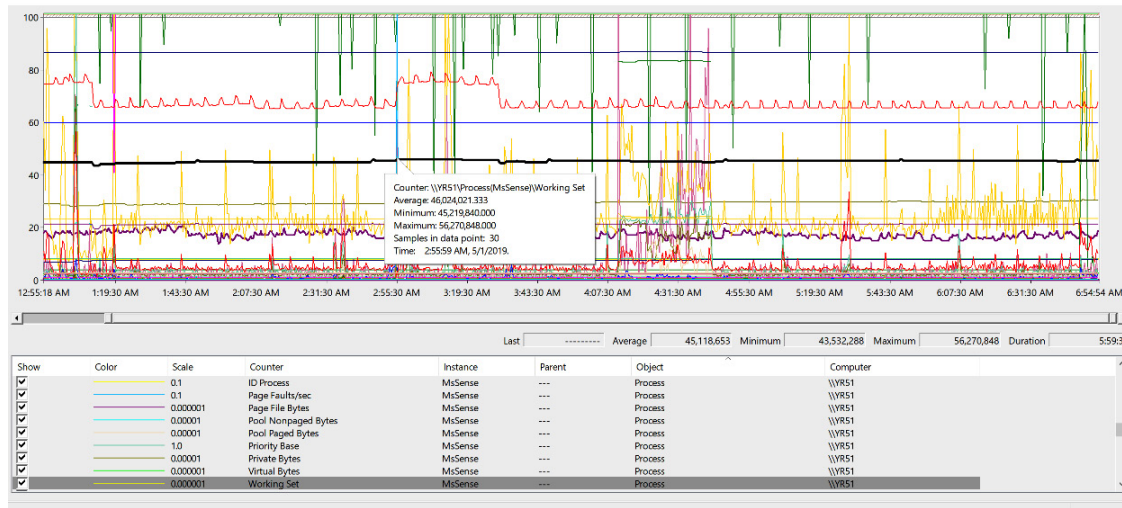 100
80
60
40
20
0
12:55:18 AM 1:19:30 AM 1:43:30 AM 2:07:30 AM 2:31:30 AM 2:55:30 AM 3:19:30 AM 3:43:30 AM 4:07:30 AM 4:31:30 AM 4:55:30 AM 5:19:30 AM 5:43:30 AM 6:07:30 AM 6:31:30 AM 6:54:54 AM
Counter: \\YR51\Process(MsSense)\Working Set
Average: 46,024,021.333
Minimum: 45,219,840.000
Maximum: 56,270,848.000
Samples in data point: 30
Time: 2:55:59 AM, 5/1/2019.
Last --------- Average 45,118,653 Minimum 43,532,288 Maximum 56,270,848 Duration 5:59:3
Show Color Scale Counter Instance Parent Object Computer
0.1 ID Process MsSense --- Process \\YR51
0.1 Page Faults/sec MsSense --- Process \\YR51
0.000001 Page File Bytes MsSense --- Process \\YR51
0.00001 Pool Nonpaged Bytes MsSense --- Process \\YR51
0.00001 Pool Paged Bytes MsSense --- Process \\YR51
1.0 Priority Base MsSense --- Process \\YR51
0.00001 Private Bytes MsSense --- Process \\YR51
0.000001 Virtual Bytes MsSense --- Process \\YR51
0.000001 Working Set MsSense --- Process \\YR51